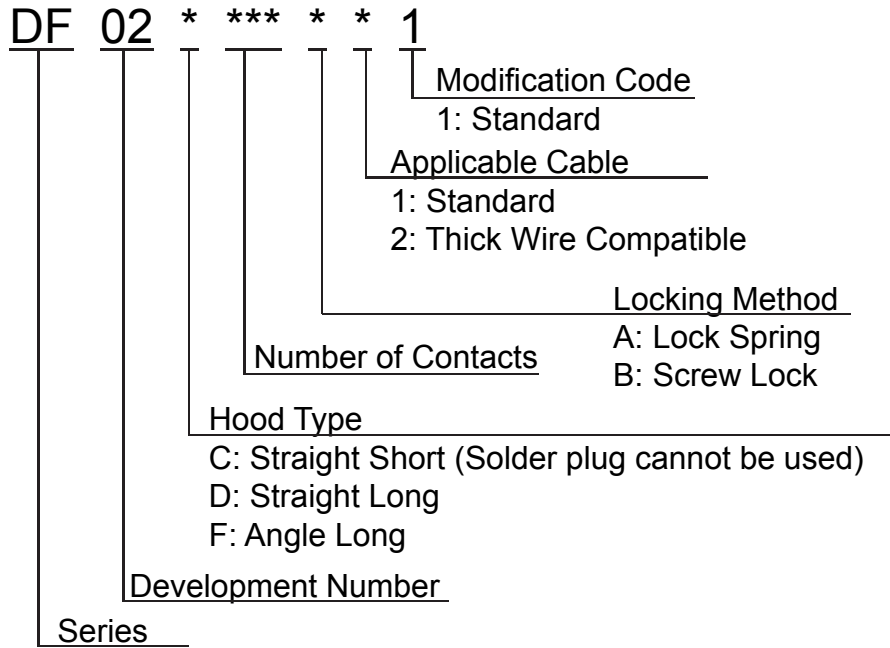 DF 02 * *** * * 1
Modification Code
1: Standard
Applicable Cable
1: Standard
2: Thick Wire Compatible
Locking Method
A: Lock Spring
B: Screw Lock
Number of Contacts
Hood Type
C: Straight Short (Solder plug cannot be used)
D: Straight Long
F: Angle Long
Development Number
Series